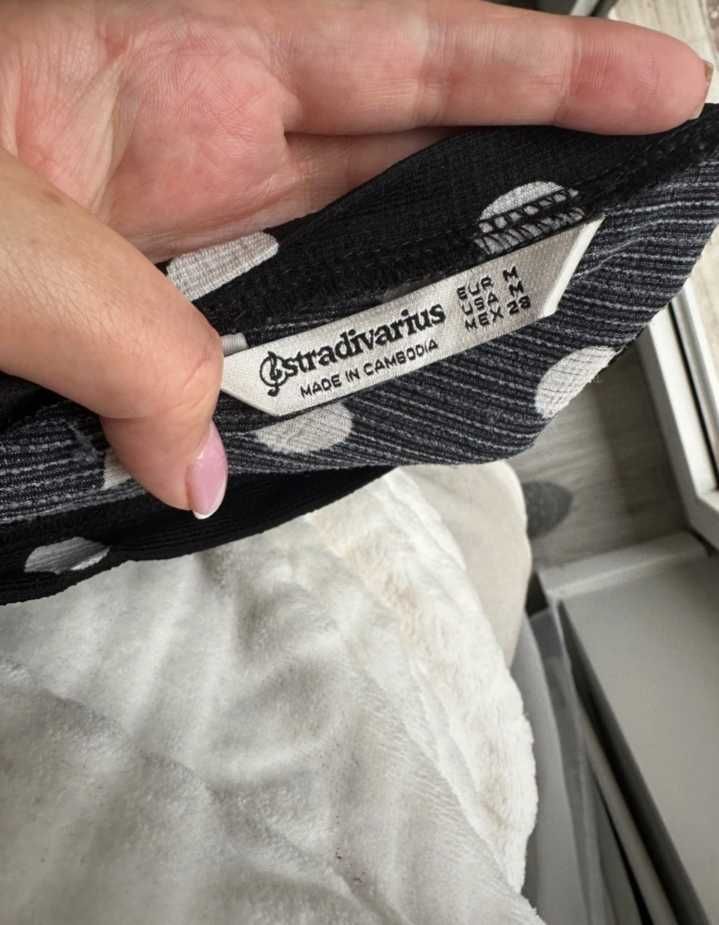 stradivarius
MADE IN CAMBODIA
EUR M
USA M
MEX 28